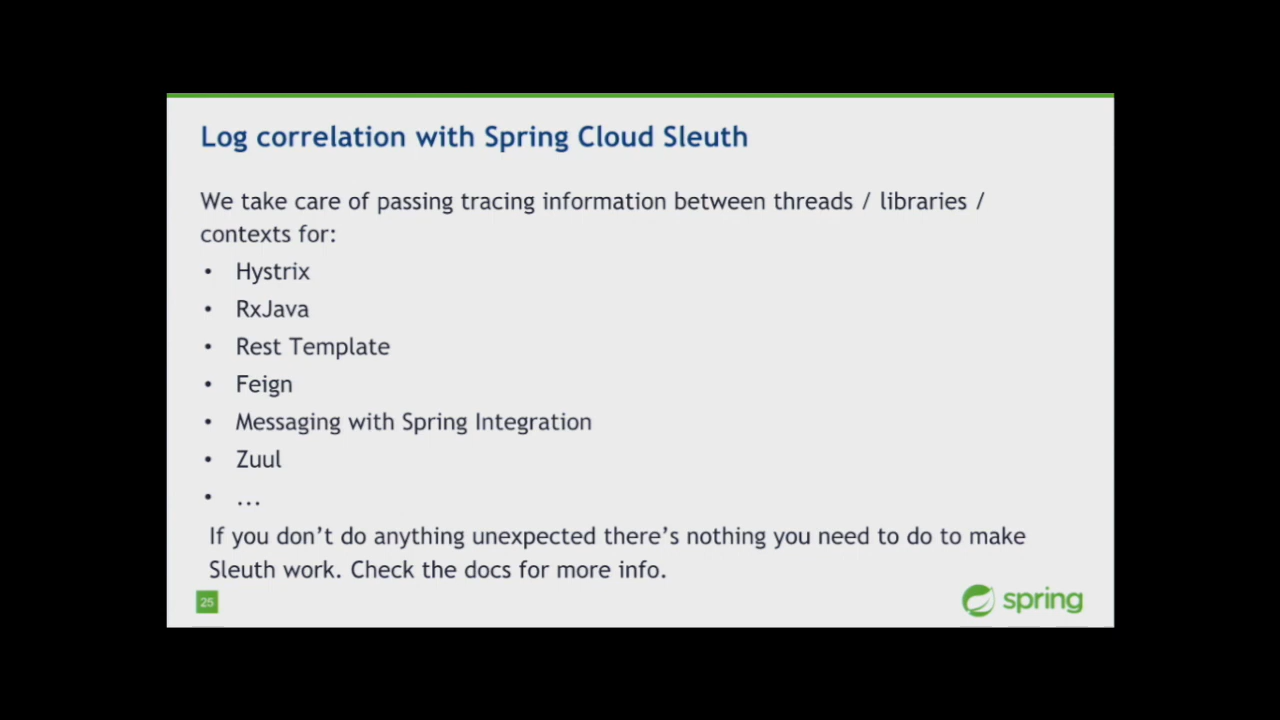 Log correlation with Spring Cloud Sleuth
We take care of passing tracing information between threads / libraries /
contexts for:
• Hystrix
• RxJava
• Rest Template
• Feign
• Messaging with Spring Integration
• Zuul
• ...
If you don't do anything unexpected there's nothing you need to do to make
Sleuth work. Check the docs for more info.
25
spring